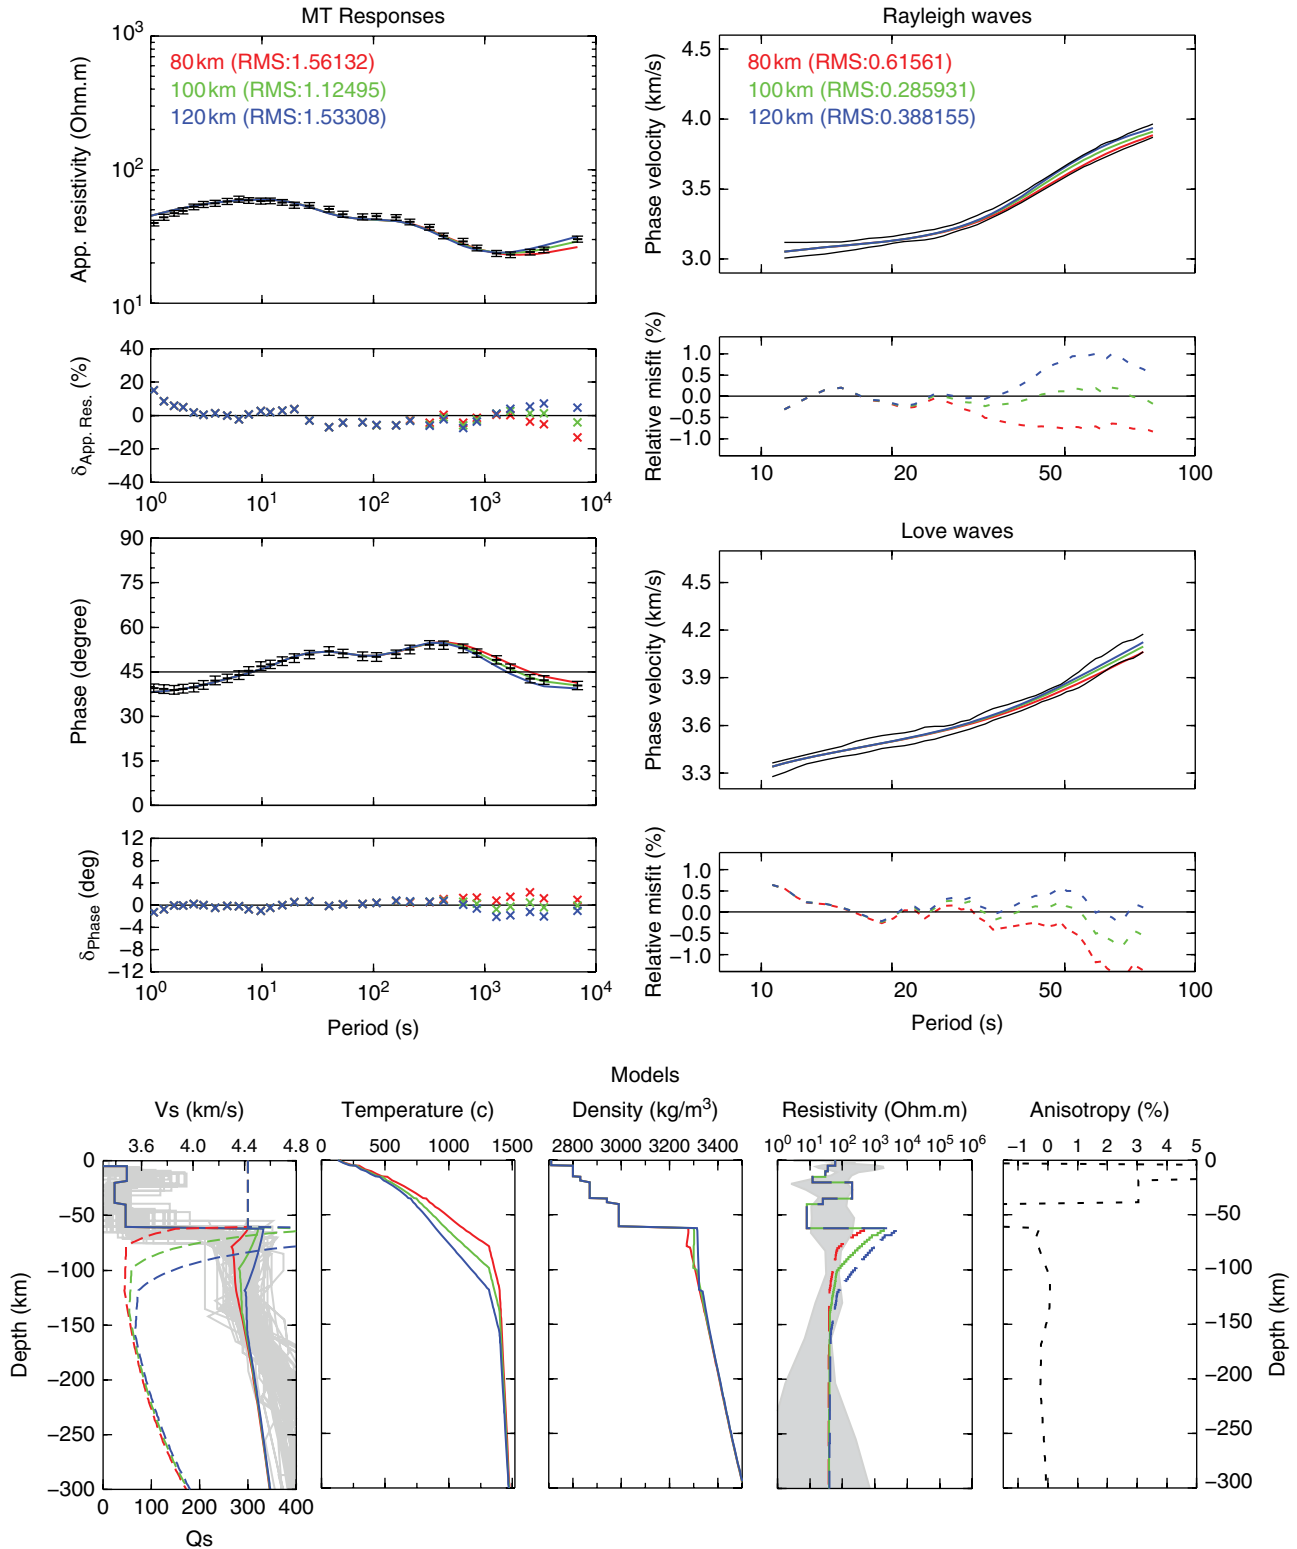 MT Responses
10³
80 km (RMS:1.56132)
100 km (RMS:1.12495)
120 km (RMS:1.53308)
10²
10¹
App. resistivity (Ohm.m)
40
20
0
−20
−40
δApp. Res. (%)
10⁰ 10¹ 10² 10³ 10⁴
90
75
60
45
30
15
0
Phase (degree)
12
8
4
0
−4
−8
−12
δPhase (deg)
10⁰ 10¹ 10² 10³ 10⁴
Period (s)
Rayleigh waves
4.5
4.0
3.5
3.0
Phase velocity (km/s)
80 km (RMS:0.61561)
100 km (RMS:0.285931)
120 km (RMS:0.388155)
1.0
0.5
0.0
−0.5
−1.0
Relative misfit (%)
10 20 50 100
Love waves
4.5
4.2
3.9
3.6
3.3
Phase velocity (km/s)
1.0
0.5
0.0
−0.5
−1.0
Relative misfit (%)
10 20 50 100
Period (s)
Models
Vs (km/s)
3.6 4.0 4.4 4.8
0
−50
−100
−150
−200
−250
−300
Depth (km)
0 100 200 300 400
Qs
Temperature (c)
0 500 1000 1500
Density (kg/m³)
2600 3000 3400
Resistivity (Ohm.m)
10⁰ 10¹ 10² 10³ 10⁴ 10⁵ 10⁶
Anisotropy (%)
−1 0 1 2 3 4 5
0
−50
−100
−150
−200
−250
−300
Depth (km)